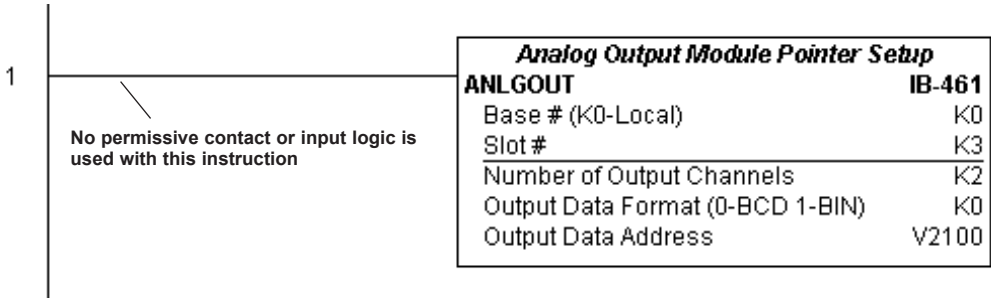 Analog Output Module Pointer Setup
1
ANLGOUT IB-461
Base # (K0-Local) K0
No permissive contact or input logic is
used with this instruction
Slot # K3
Number of Output Channels K2
Output Data Format (0-BCD 1-BIN) K0
Output Data Address V2100